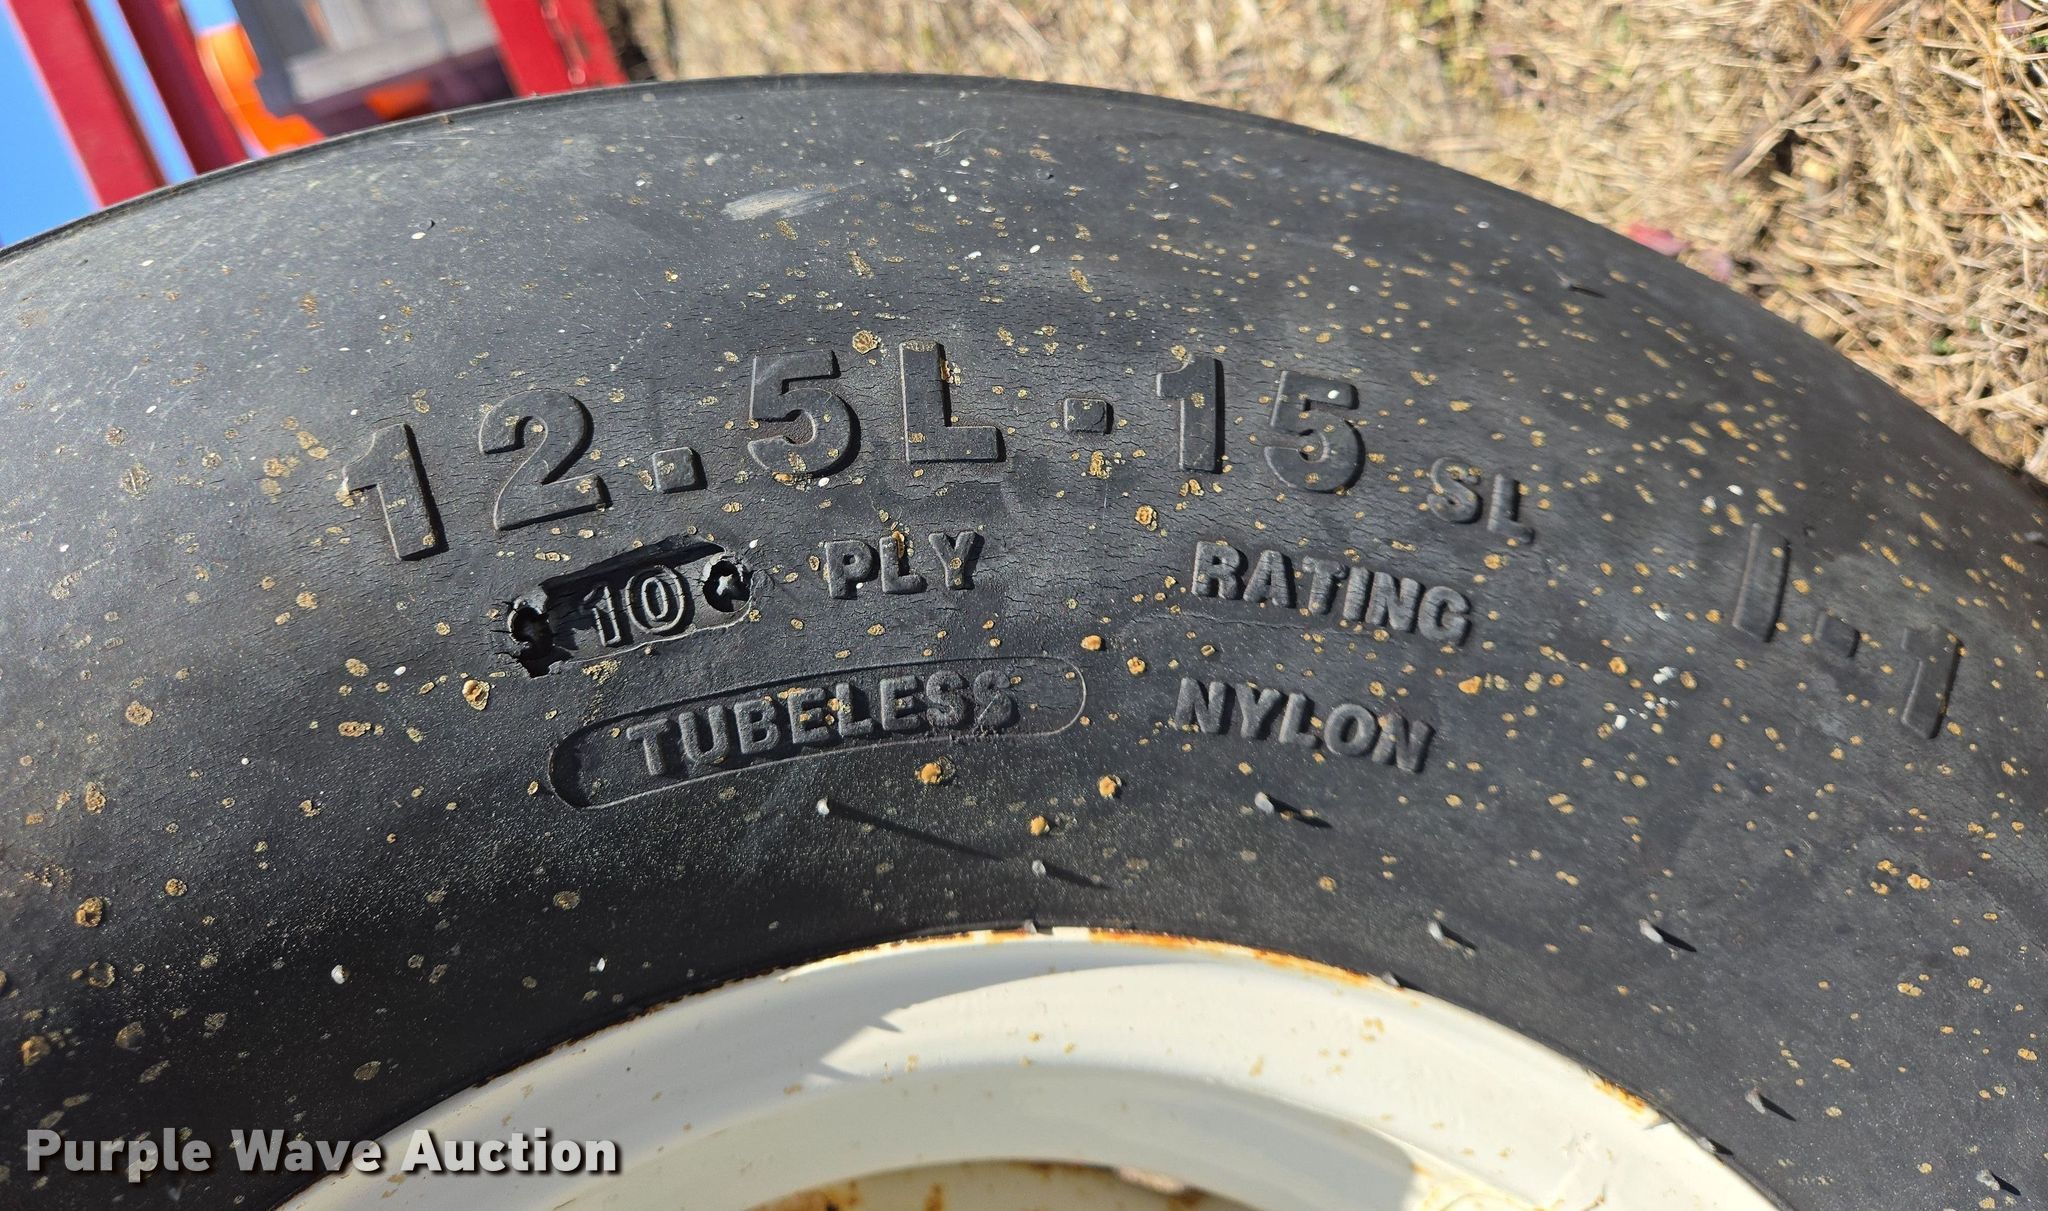 12.5L-15 SL
10 PLY RATING I-1
TUBELESS NYLON
Purple Wave Auction